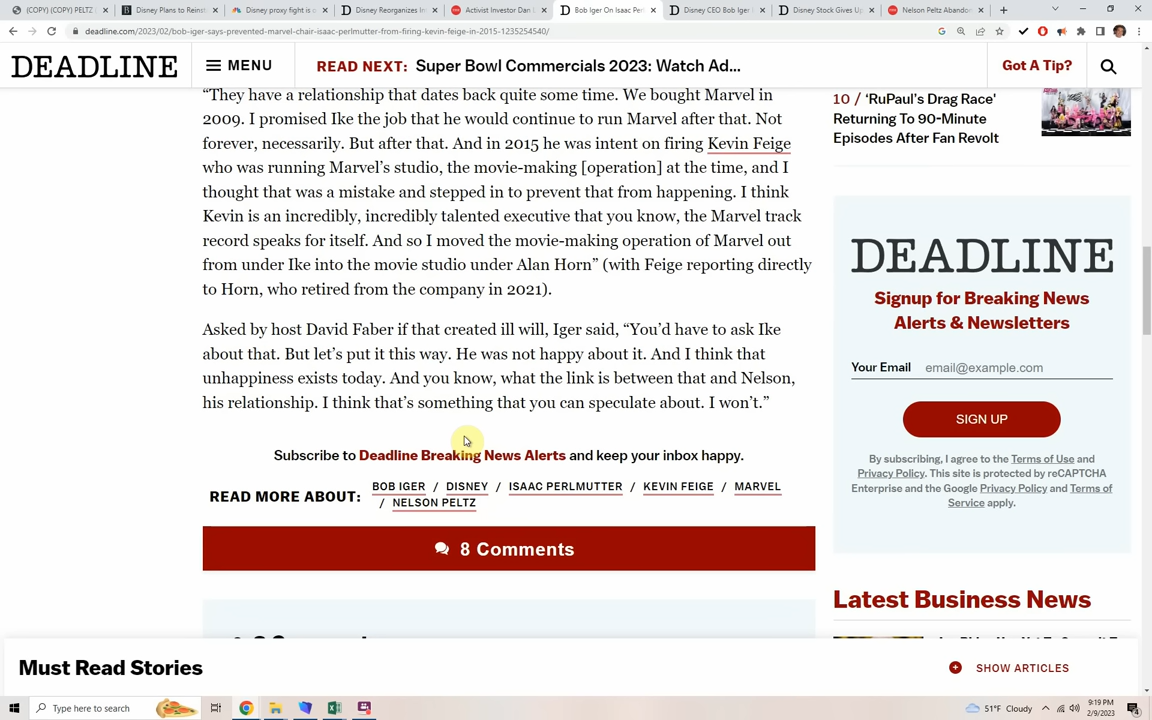 (COPY) (COPY) PELTZ
Disney Plans to Reinst
Disney proxy fight is o
Disney Reorganizes In
Activist Investor Dan L
Bob Iger On Isaac Per
Disney CEO Bob Iger
Disney Stock Gives Up
Nelson Peltz Abandon
deadline.com/2023/02/bob-iger-says-prevented-marvel-chair-isaac-perlmutter-from-firing-kevin-feige-in-2015-1235254540/
DEADLINE
MENU
READ NEXT: Super Bowl Commercials 2023: Watch Ad...
Got A Tip?
“They have a relationship that dates back quite some time. We bought Marvel in
2009. I promised Ike the job that he would continue to run Marvel after that. Not
forever, necessarily. But after that. And in 2015 he was intent on firing Kevin Feige
who was running Marvel’s studio, the movie-making [operation] at the time, and I
thought that was a mistake and stepped in to prevent that from happening. I think
Kevin is an incredibly, incredibly talented executive that you know, the Marvel track
record speaks for itself. And so I moved the movie-making operation of Marvel out
from under Ike into the movie studio under Alan Horn” (with Feige reporting directly
to Horn, who retired from the company in 2021).
Asked by host David Faber if that created ill will, Iger said, “You’d have to ask Ike
about that. But let’s put it this way. He was not happy about it. And I think that
unhappiness exists today. And you know, what the link is between that and Nelson,
his relationship. I think that’s something that you can speculate about. I won’t.”
Subscribe to Deadline Breaking News Alerts and keep your inbox happy.
READ MORE ABOUT:
BOB IGER / DISNEY / ISAAC PERLMUTTER / KEVIN FEIGE / MARVEL
/ NELSON PELTZ
8 Comments
10 / ‘RuPaul’s Drag Race’
Returning To 90-Minute
Episodes After Fan Revolt
DEADLINE
Signup for Breaking News
Alerts & Newsletters
Your Email email@example.com
SIGN UP
By subscribing, I agree to the Terms of Use and
Privacy Policy. This site is protected by reCAPTCHA
Enterprise and the Google Privacy Policy and Terms of
Service apply.
Latest Business News
Must Read Stories
SHOW ARTICLES
Type here to search
51°F Cloudy
9:19 PM
2/9/2023